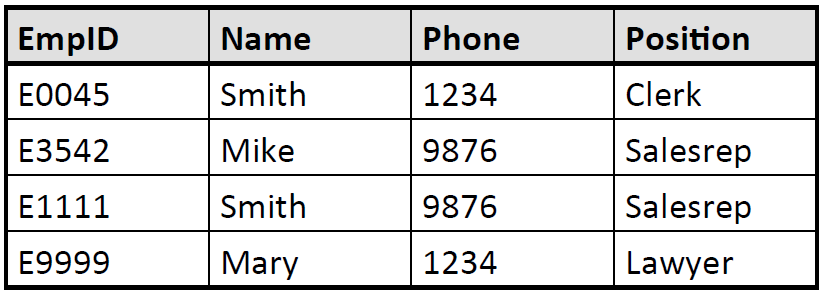 EmpID Name Phone Position
E0045 Smith 1234 Clerk
E3542 Mike 9876 Salesrep
E1111 Smith 9876 Salesrep
E9999 Mary 1234 Lawyer